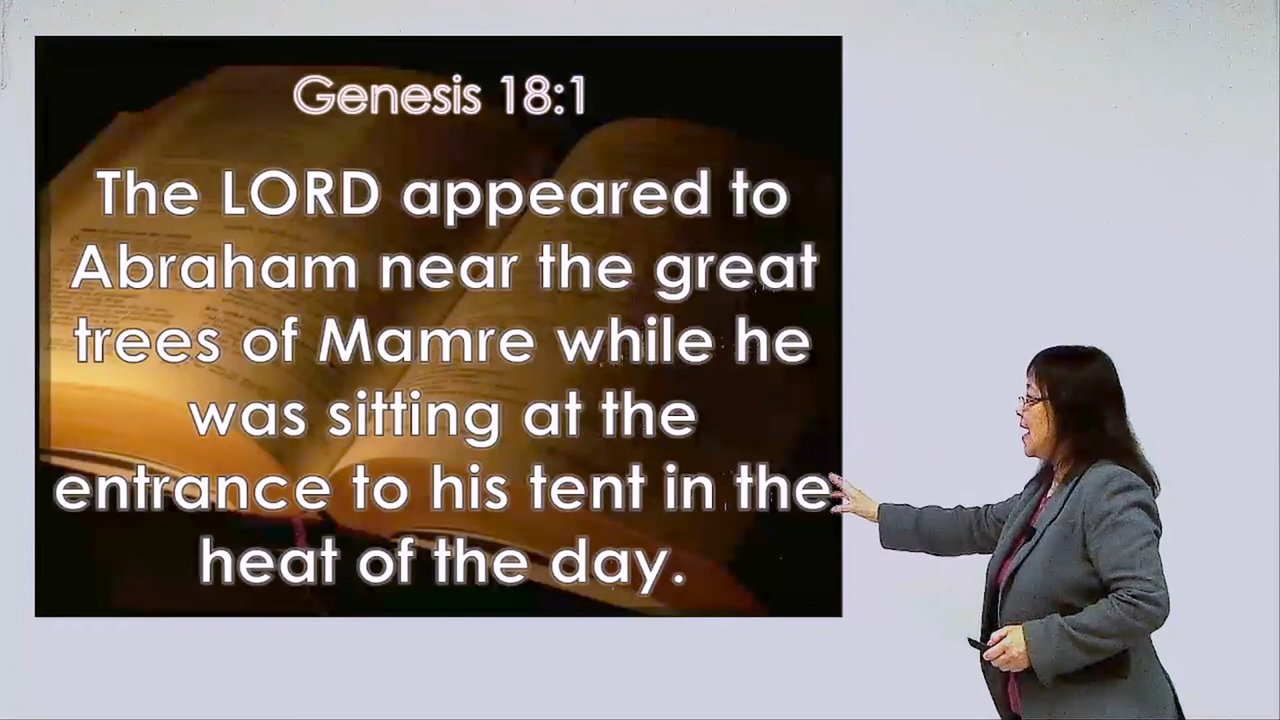 Genesis 18:1
The LORD appeared to
Abraham near the great
trees of Mamre while he
was sitting at the
entrance to his tent in the
heat of the day.